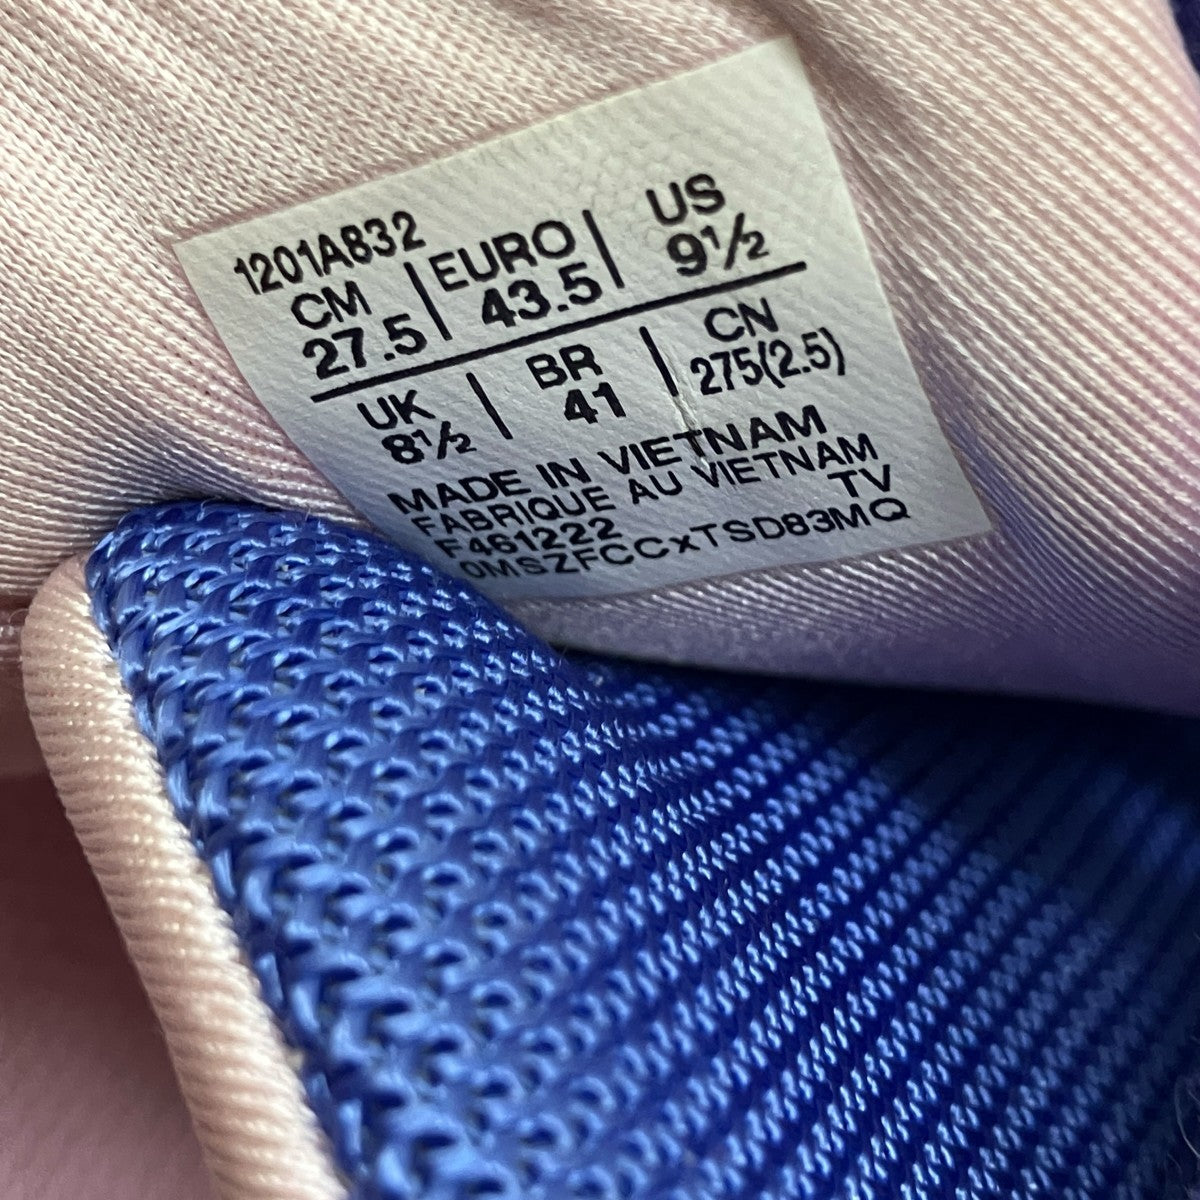 1201A832
CM | EURO | US
27.5 | 43.5 | 9½
UK | BR | CN
8½ | 41 | 275(2.5)
MADE IN VIETNAM
FABRIQUE AU VIETNAM
F461222 TV
0MSZFCCxTSD83MQ